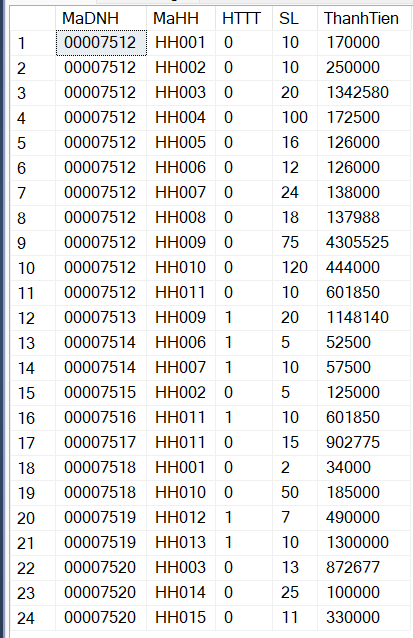 MaDNH MaHH HTTT SL ThanhTien
1 00007512 HH001 0 10 170000
2 00007512 HH002 0 10 250000
3 00007512 HH003 0 20 1342580
4 00007512 HH004 0 100 172500
5 00007512 HH005 0 16 126000
6 00007512 HH006 0 12 126000
7 00007512 HH007 0 24 138000
8 00007512 HH008 0 18 137988
9 00007512 HH009 0 75 4305525
10 00007512 HH010 0 120 444000
11 00007512 HH011 0 10 601850
12 00007513 HH009 1 20 1148140
13 00007514 HH006 1 5 52500
14 00007514 HH007 1 10 57500
15 00007515 HH002 0 5 125000
16 00007516 HH011 1 10 601850
17 00007517 HH011 0 15 902775
18 00007518 HH001 0 2 34000
19 00007518 HH010 0 50 185000
20 00007519 HH012 1 7 490000
21 00007519 HH013 1 10 1300000
22 00007520 HH003 0 13 872677
23 00007520 HH014 0 25 100000
24 00007520 HH015 0 11 330000